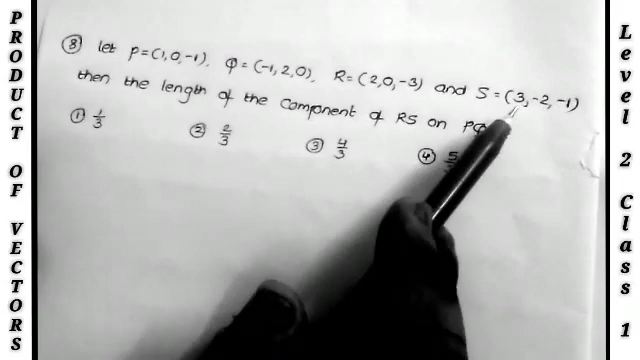 PRODUCT OF VECTORS
⑧ let P=(1,0,-1), Q=(-1,2,0), R=(2,0,-3) and S=(3,-2,-1)
then the length of the component of RS on PQ
① 1/3 ② 2/3 ③ 4/3 ④ 5
Level 2 Class 1